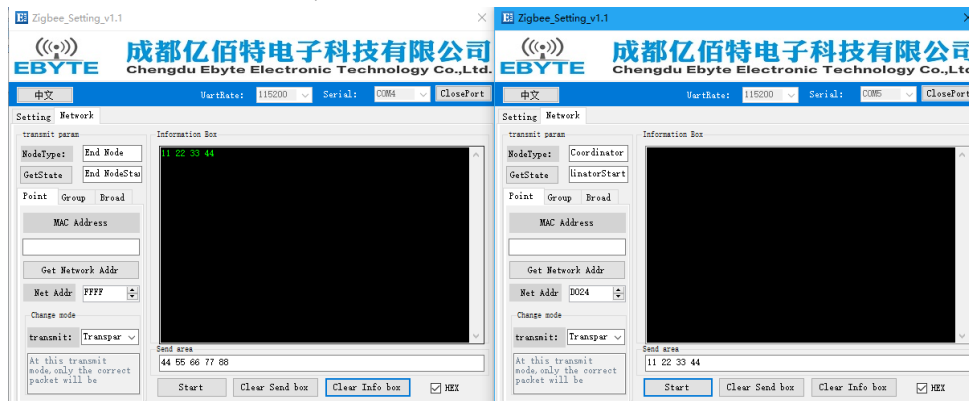 Zigbee_Setting_v1.1
EBYTE
成都亿佰特电子科技有限公司
Chengdu Ebyte Electronic Technology Co.,Ltd.
中文 UartRate: 115200 Serial: COM4 ClosePort
Setting Network
transmit param Information Box
NodeType: End Node
11 22 33 44
GetState End NodeStar
Point Group Broad
MAC Address
Get Network Addr
Net Addr FFFF
Change mode
transmit: Transpar
Send area
At this transmit
mode,only the correct
packet will be
44 55 66 77 88
Start Clear Send box Clear Info box HEX
Zigbee_Setting_v1.1
EBYTE
成都亿佰特电子科技有限公司
Chengdu Ebyte Electronic Technology Co.,Ltd
中文 UartRate: 115200 Serial: COM5 ClosePort
Setting Network
transmit param Information Box
NodeType: Coordinator
GetState linatorStart
Point Group Broad
MAC Address
Get Network Addr
Net Addr D024
Change mode
transmit: Transpar
Send area
At this transmit
mode,only the correct
packet will be
11 22 33 44
Start Clear Send box Clear Info box HEX